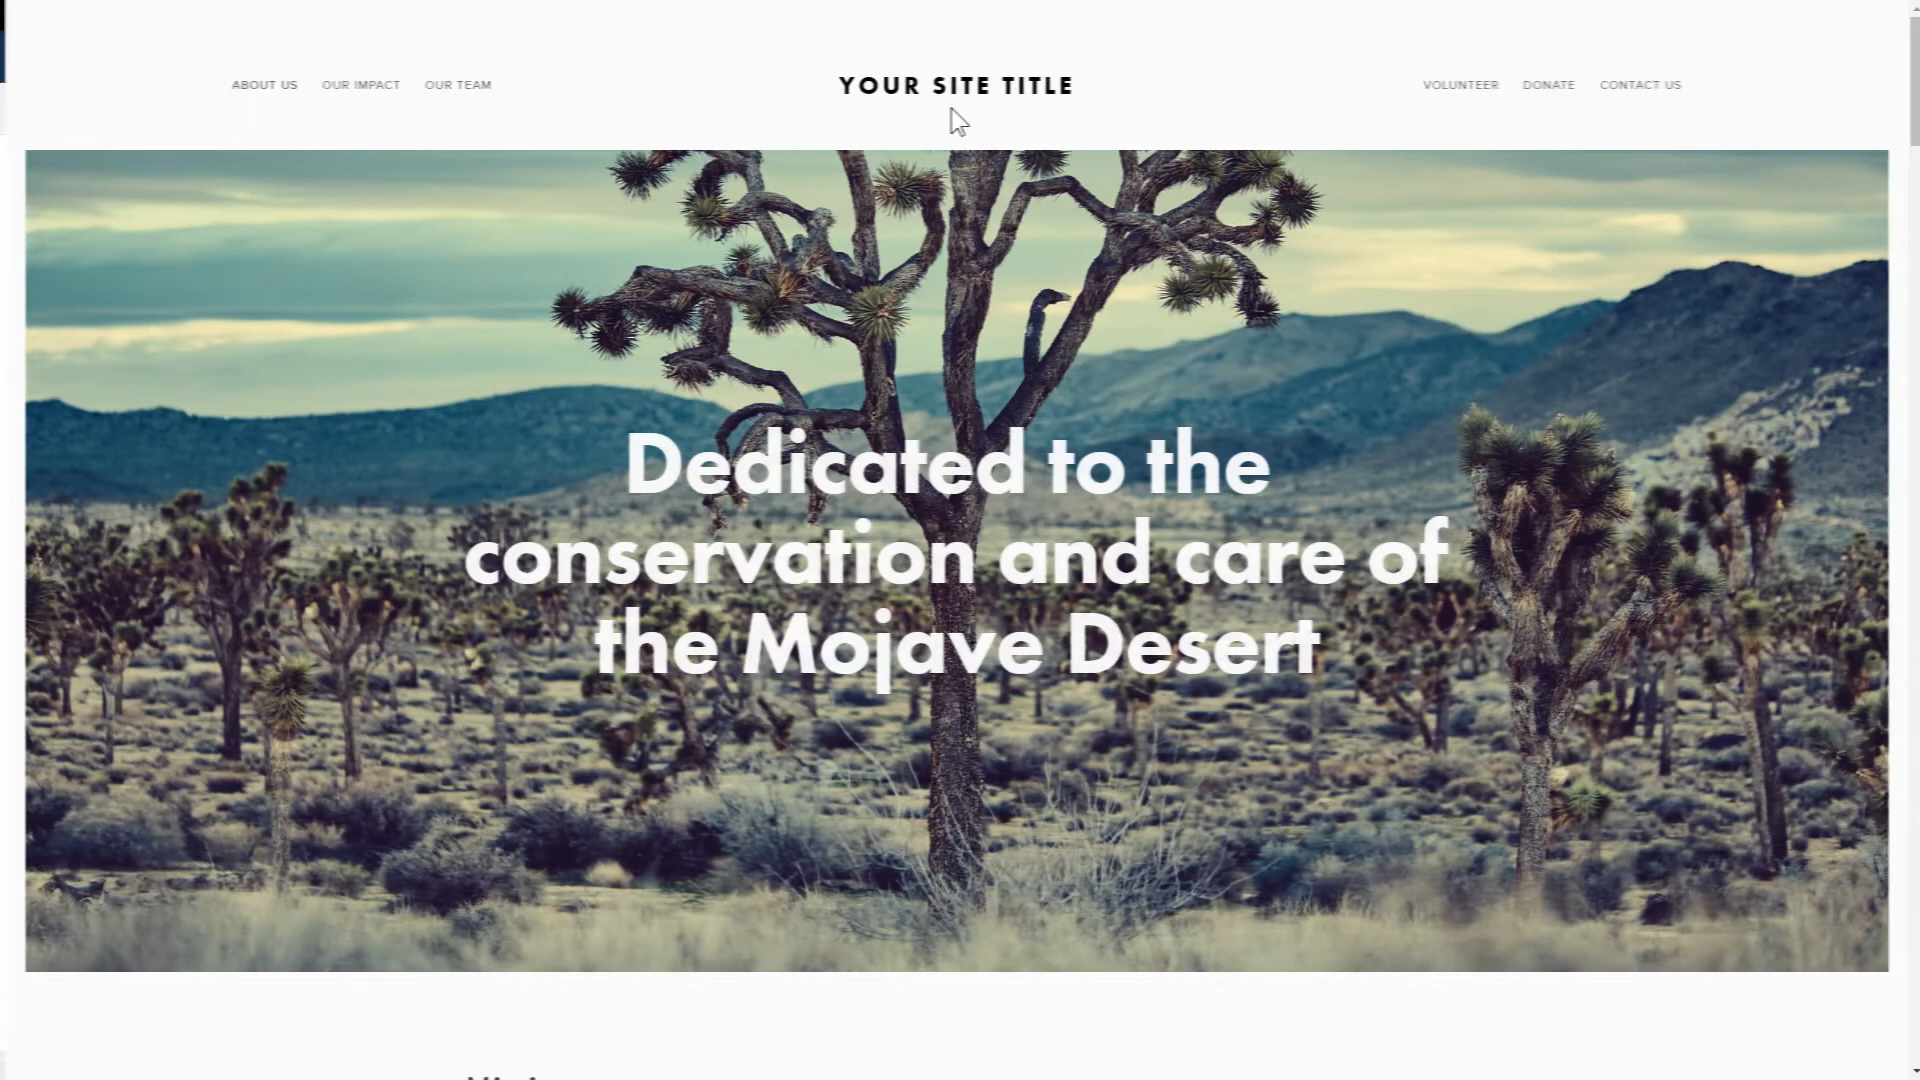 ABOUT US OUR IMPACT OUR TEAM YOUR SITE TITLE VOLUNTEER DONATE CONTACT US
Dedicated to the
conservation and care of
the Mojave Desert